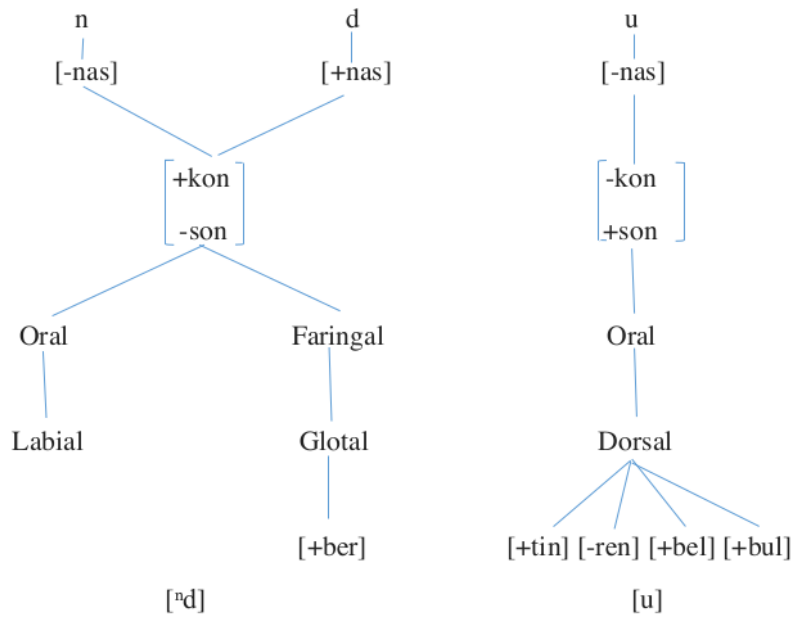 n d u
[-nas] [+nas] [-nas]
+kon -kon
-son +son
Oral Faringal Oral
Labial Glotal Dorsal
[+ber] [+tin] [-ren] [+bel] [+bul]
[ⁿd] [u]